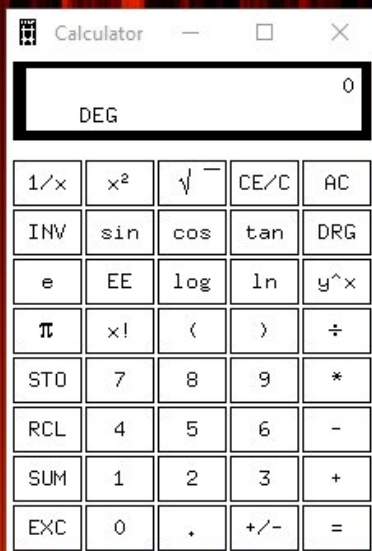 Calculator
0
DEG
1/x x² √‾ CE/C AC
INV sin cos tan DRG
e EE log ln y^x
π x! ( ) ÷
STO 7 8 9 *
RCL 4 5 6 -
SUM 1 2 3 +
EXC 0 . +/- =